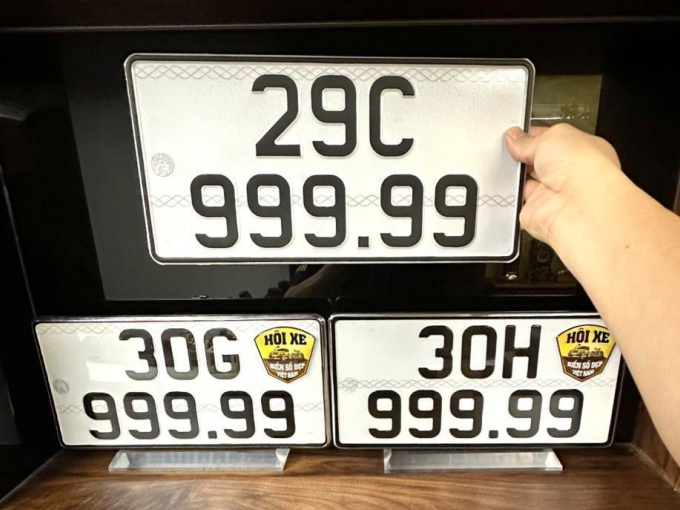 29C
999.99
30G
999.99
HỘI XE
BIỂN SỐ ĐẸP
VIỆT NAM
30H
999.99
HỘI XE
BIỂN SỐ ĐẸP
VIỆT NAM